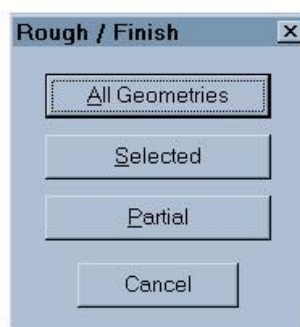 Rough / Finish
All Geometries
Selected
Partial
Cancel